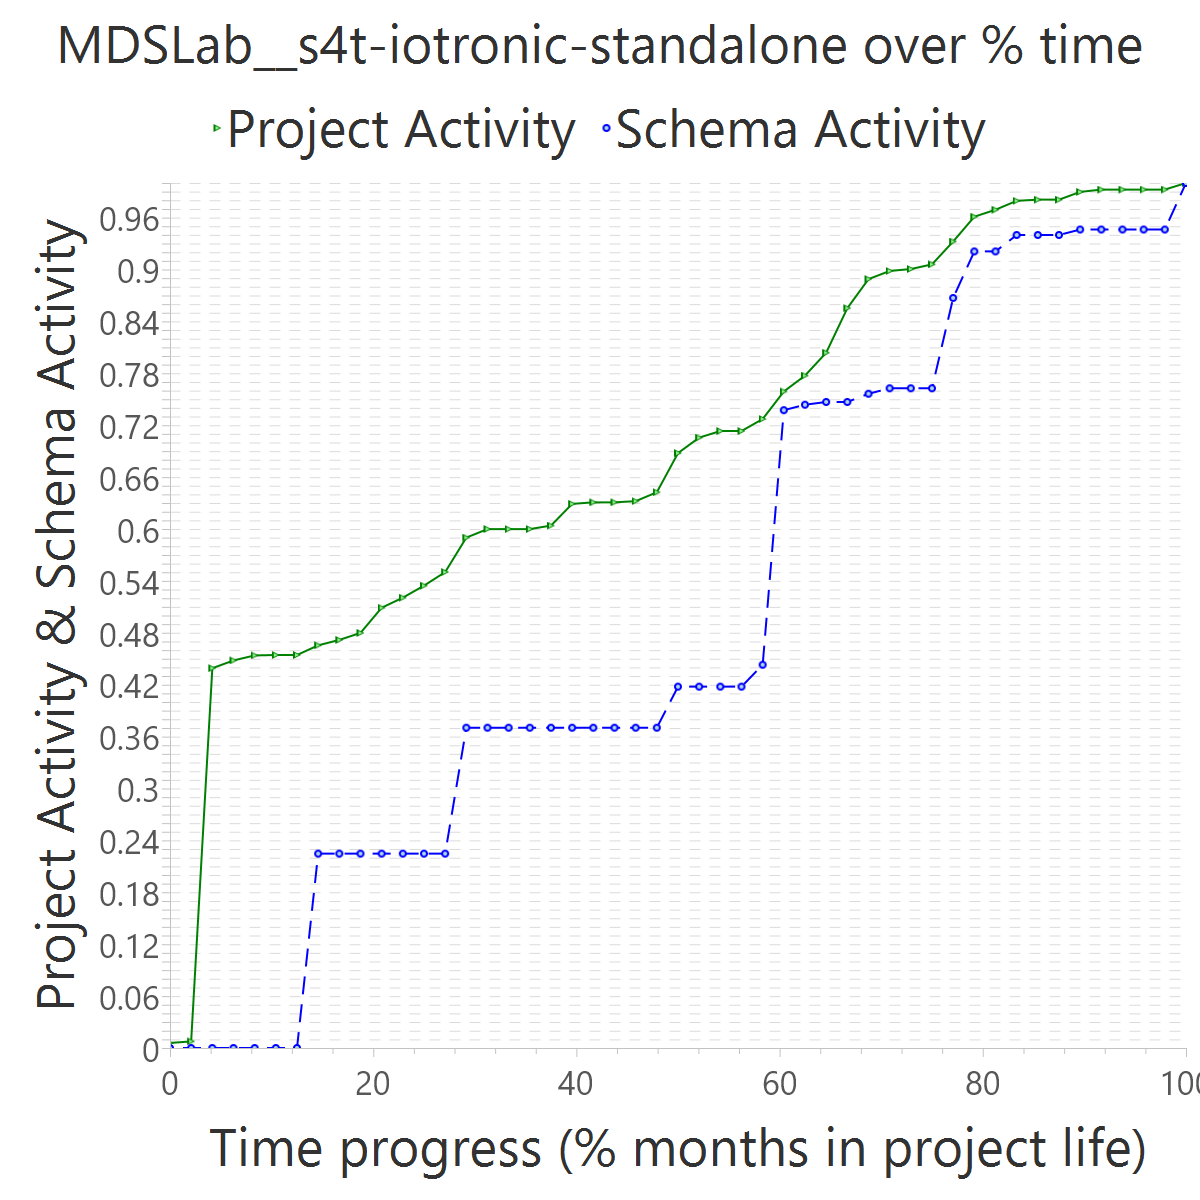 MDSLab__s4t-iotronic-standalone over % time
Project Activity
Schema Activity
Project Activity & Schema Activity
0.96
0.9
0.84
0.78
0.72
0.66
0.6
0.54
0.48
0.42
0.36
0.3
0.24
0.18
0.12
0.06
0
0 20 40 60 80 100
Time progress (% months in project life)